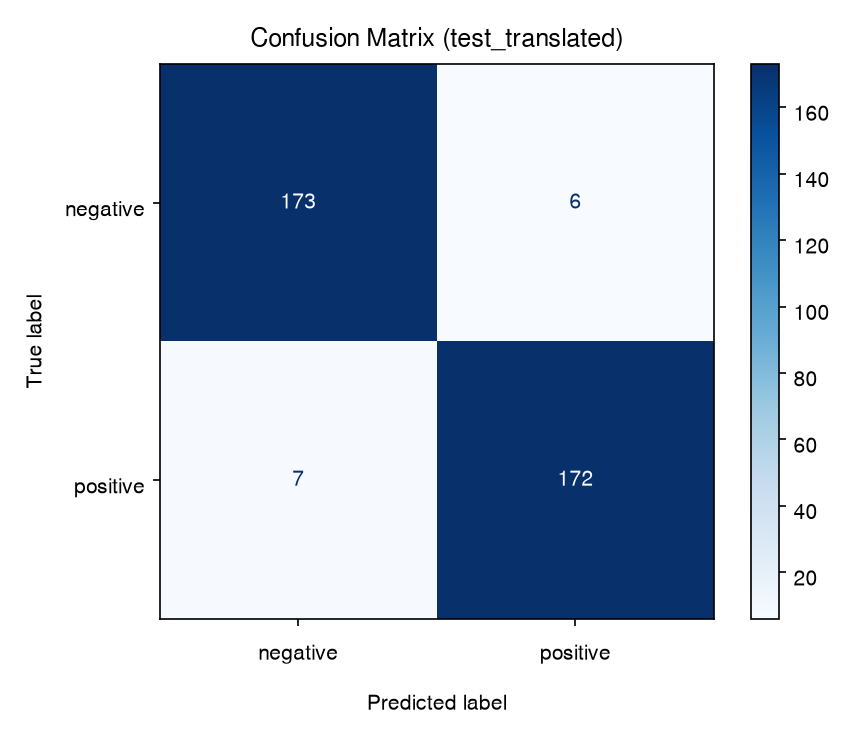 Confusion Matrix (test_translated)
negative
173
6
positive
7
172
negative
positive
Predicted label
True label
160
140
120
100
80
60
40
20